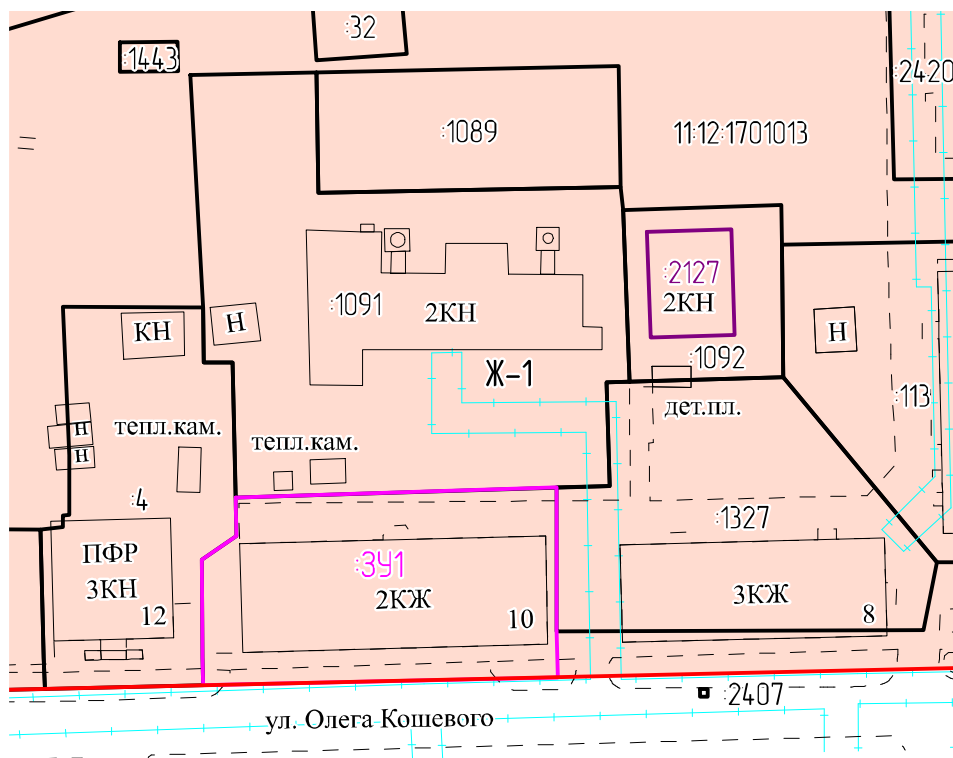 :32
:1443
:2420
:1089
11:12:1701013
:2127
:1091
2КН
2КН
Н
КН
Н
:1092
Ж-1
:113
дет.пл.
тепл.кам.
тепл.кам.
Н
Н
:4
:1327
ПФР
3КН
:ЗУ1
2КЖ
3КЖ
12
10
8
:2407
ул. Олега Кошевого